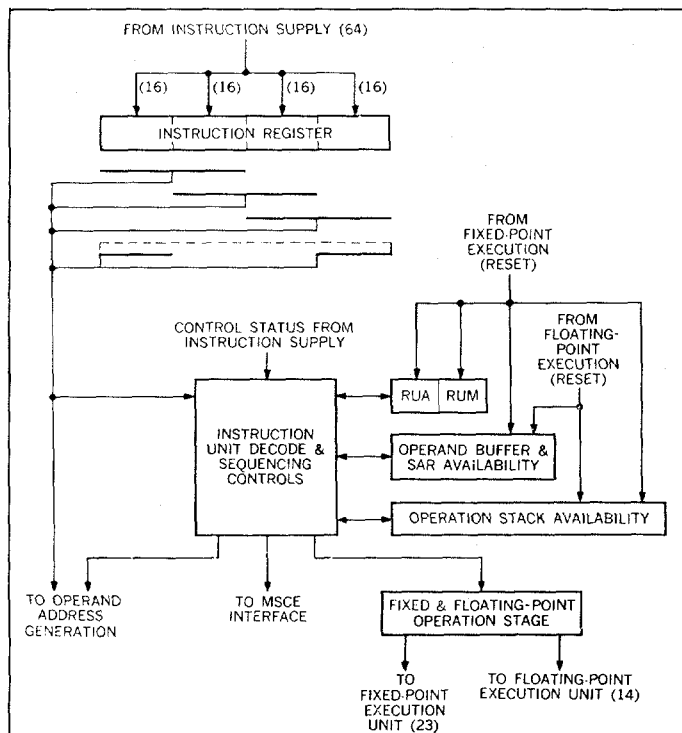 FROM INSTRUCTION SUPPLY (64)
(16) (16) (16) (16)
INSTRUCTION REGISTER
FROM
FIXED-POINT
EXECUTION
(RESET)
CONTROL STATUS FROM
INSTRUCTION SUPPLY
FROM
FLOATING-
POINT
EXECUTION
(RESET)
RUA RUM
INSTRUCTION
UNIT DECODE &
SEQUENCING
CONTROLS
OPERAND BUFFER &
SAR AVAILABILITY
OPERATION STACK AVAILABILITY
TO OPERAND
ADDRESS
GENERATION
TO MSCE
INTERFACE
FIXED & FLOATING-POINT
OPERATION STAGE
TO
FIXED-POINT
EXECUTION
UNIT (23)
TO FLOATING-POINT
EXECUTION UNIT (14)